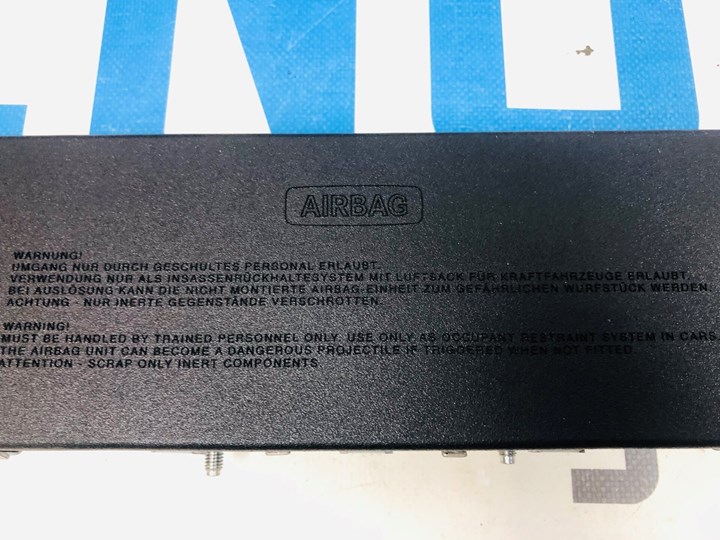 AIRBAG
WARNUNG!
UMGANG NUR DURCH GESCHULTES PERSONAL ERLAUBT.
VERWENDUNG NUR ALS INSASSENRÜCKHALTESYSTEM MIT LUFTSACK FÜR KRAFTFAHRZEUGE ERLAUBT.
BEI AUSLÖSUNG KANN DIE NICHT MONTIERTE AIRBAG-EINHEIT ZUM GEFÄHRLICHEN WURFSTÜCK WERDEN.
ACHTUNG - NUR INERTE GEGENSTÄNDE VERSCHROTTEN.
WARNING!
MUST BE HANDLED BY TRAINED PERSONNEL ONLY. USE ONLY AS OCCUPANT RESTRAINT SYSTEM IN CARS.
THE AIRBAG UNIT CAN BECOME A DANGEROUS PROJECTILE IF TRIGGERED WHEN NOT FITTED.
ATTENTION - SCRAP ONLY INERT COMPONENTS